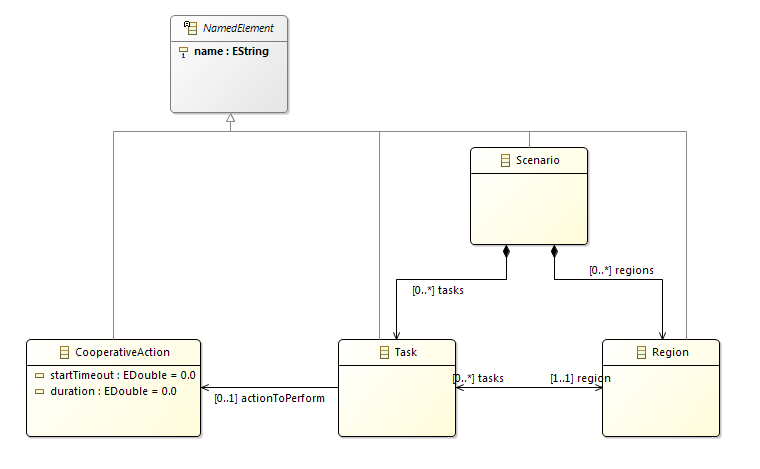 NamedElement
name : EString
Scenario
[0..*] tasks
[0..*] regions
CooperativeAction
startTimeout : EDouble = 0.0
duration : EDouble = 0.0
[0..1] actionToPerform
Task
[0..*] tasks
[1..1] region
Region